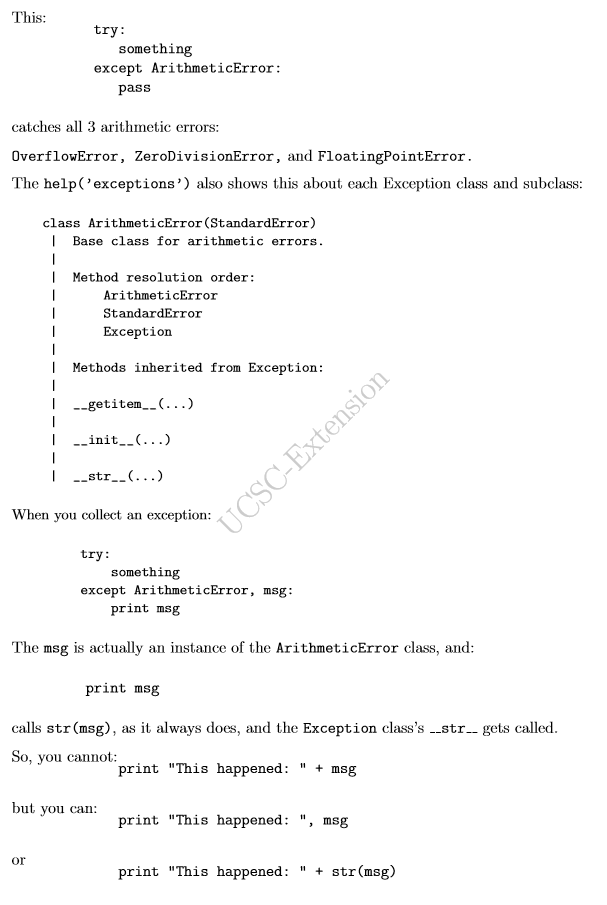 This:
try:
    something
except ArithmeticError:
    pass
catches all 3 arithmetic errors:
OverflowError, ZeroDivisionError, and FloatingPointError.
The help('exceptions') also shows this about each Exception class and subclass:
class ArithmeticError(StandardError)
 |  Base class for arithmetic errors.
 |
 |  Method resolution order:
 |      ArithmeticError
 |      StandardError
 |      Exception
 |
 |  Methods inherited from Exception:
 |
 |  __getitem__(...)
 |
 |  __init__(...)
 |
 |  __str__(...)
UCSC-Extension
When you collect an exception:
try:
    something
except ArithmeticError, msg:
    print msg
The msg is actually an instance of the ArithmeticError class, and:
print msg
calls str(msg), as it always does, and the Exception class's __str__ gets called.
So, you cannot:
print "This happened: " + msg
but you can:
print "This happened: ", msg
or
print "This happened: " + str(msg)